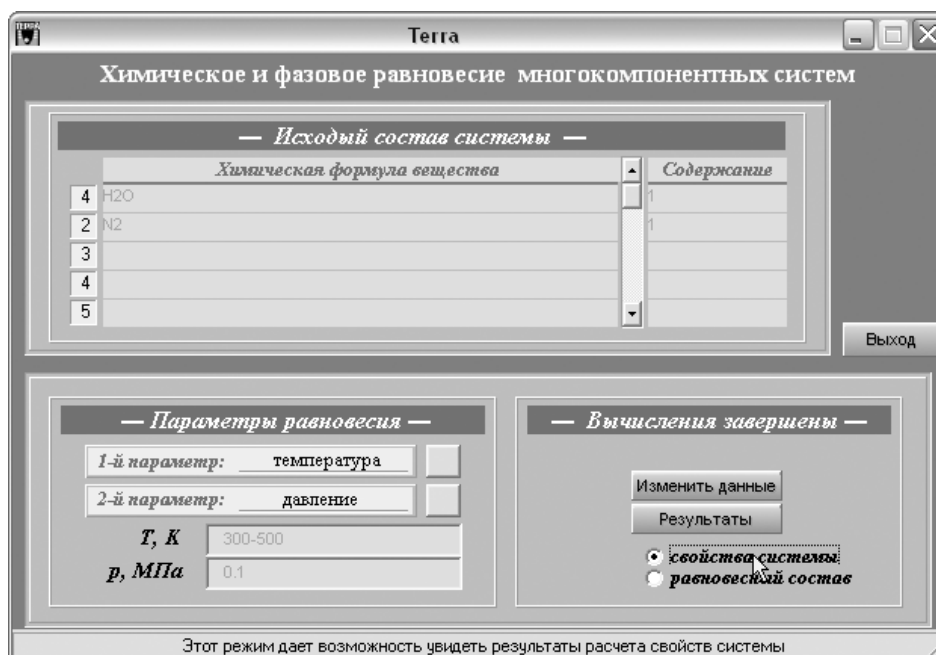 Terra
Химическое и фазовое равновесие многокомпонентных систем
— Исходый состав системы —
Химическая формула вещества Содержание
4 H2O 1
2 N2 1
3
4
5
Выход
— Параметры равновесия —
1-й параметр: температура
2-й параметр: давление
T, K 300-500
p, МПа 0.1
— Вычисления завершены —
Изменить данные
Результаты
свойства системы
равновесный состав
Этот режим дает возможность увидеть результаты расчета свойств системы